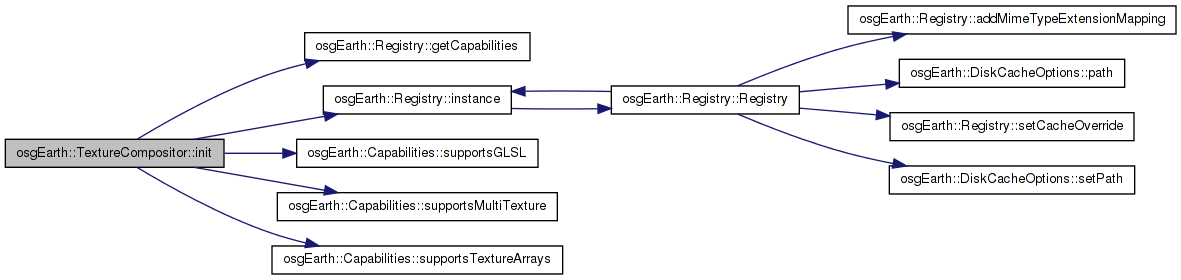 osgEarth::TextureCompositor::init
osgEarth::Registry::getCapabilities
osgEarth::Registry::instance
osgEarth::Capabilities::supportsGLSL
osgEarth::Capabilities::supportsMultiTexture
osgEarth::Capabilities::supportsTextureArrays
osgEarth::Registry::Registry
osgEarth::Registry::addMimeTypeExtensionMapping
osgEarth::DiskCacheOptions::path
osgEarth::Registry::setCacheOverride
osgEarth::DiskCacheOptions::setPath